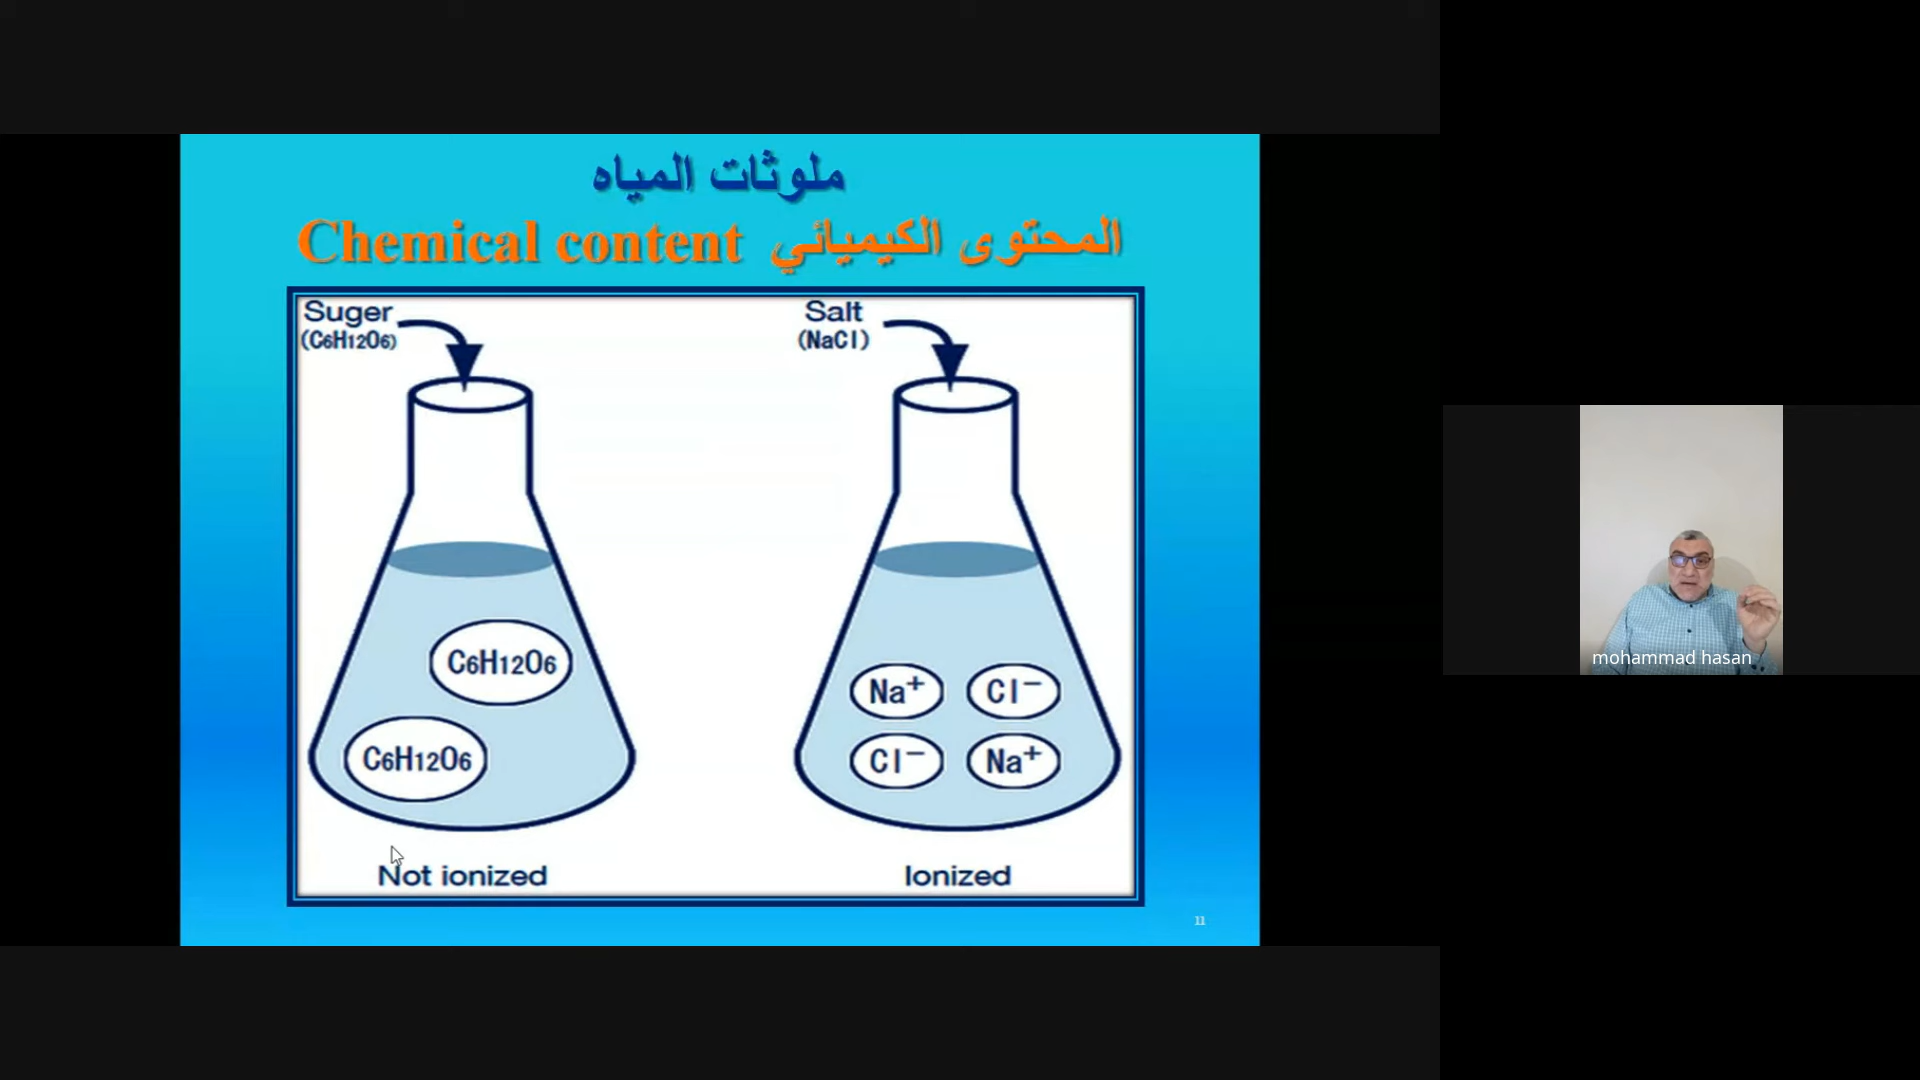 ملوثات المياه
المحتوى الكيميائي Chemical content
Suger
(C6H12O6)
Salt
(NaCl)
C6H12O6
C6H12O6
Na+ Cl−
Cl− Na+
Not ionized
Ionized
11
mohammad hasan